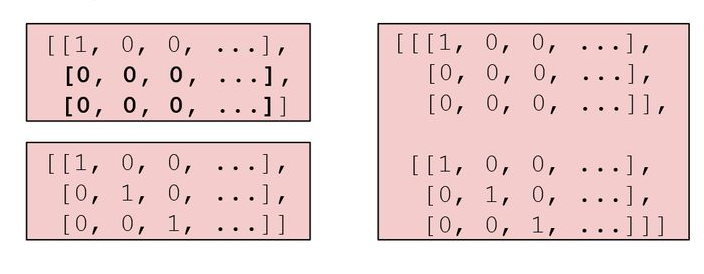 [[1, 0, 0, ...],
[0, 0, 0, ...],
[0, 0, 0, ...]]
[[1, 0, 0, ...],
[0, 1, 0, ...],
[0, 0, 1, ...]]
[[[1, 0, 0, ...],
[0, 0, 0, ...],
[0, 0, 0, ...]],
[[1, 0, 0, ...],
[0, 1, 0, ...],
[0, 0, 1, ...]]]